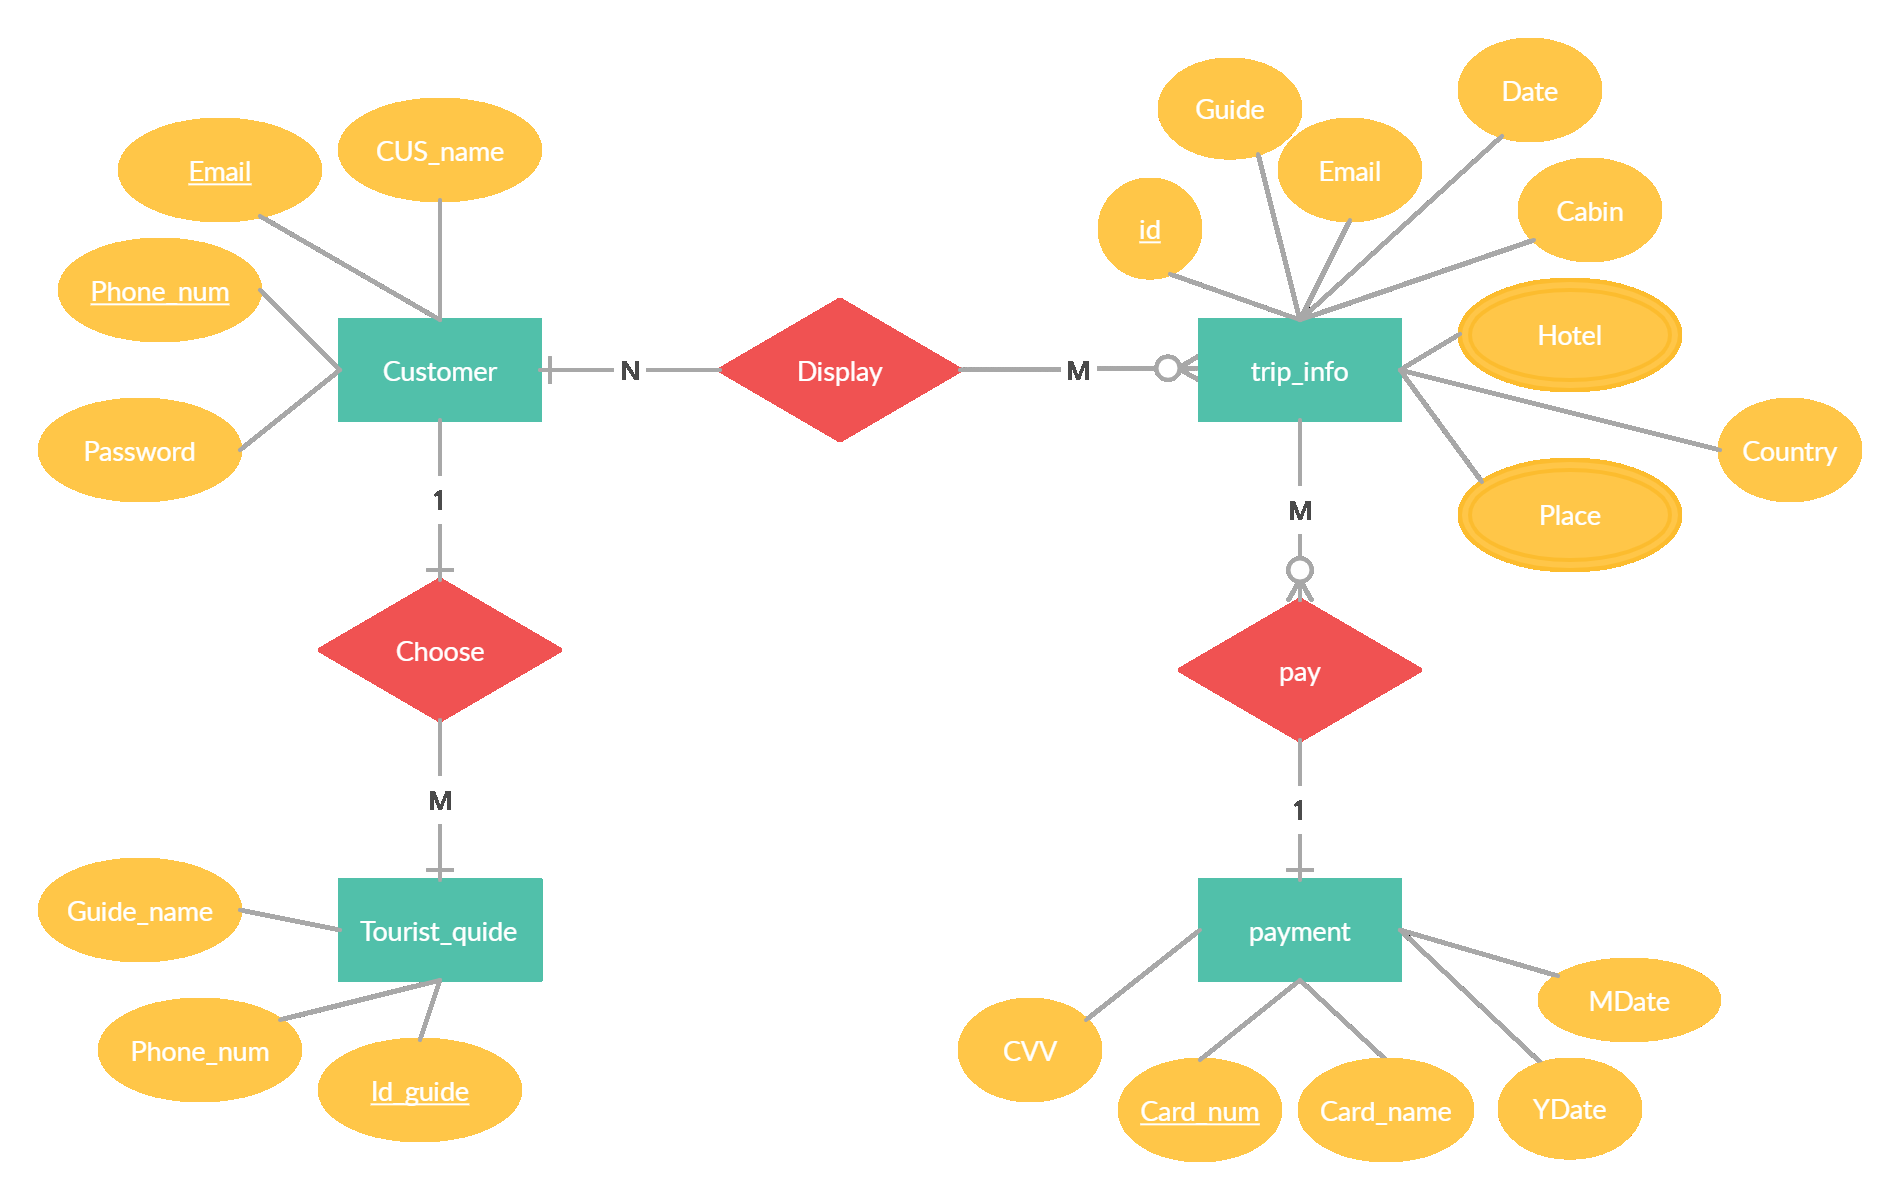 Date
Guide
CUS_name
Email
Email
Cabin
id
Phone_num
Hotel
Customer
N
Display
M
trip_info
Password
Country
1
M
Place
Choose
pay
M
1
Guide_name
Tourist_quide
payment
MDate
Phone_num
CVV
Id_guide
Card_num
Card_name
YDate